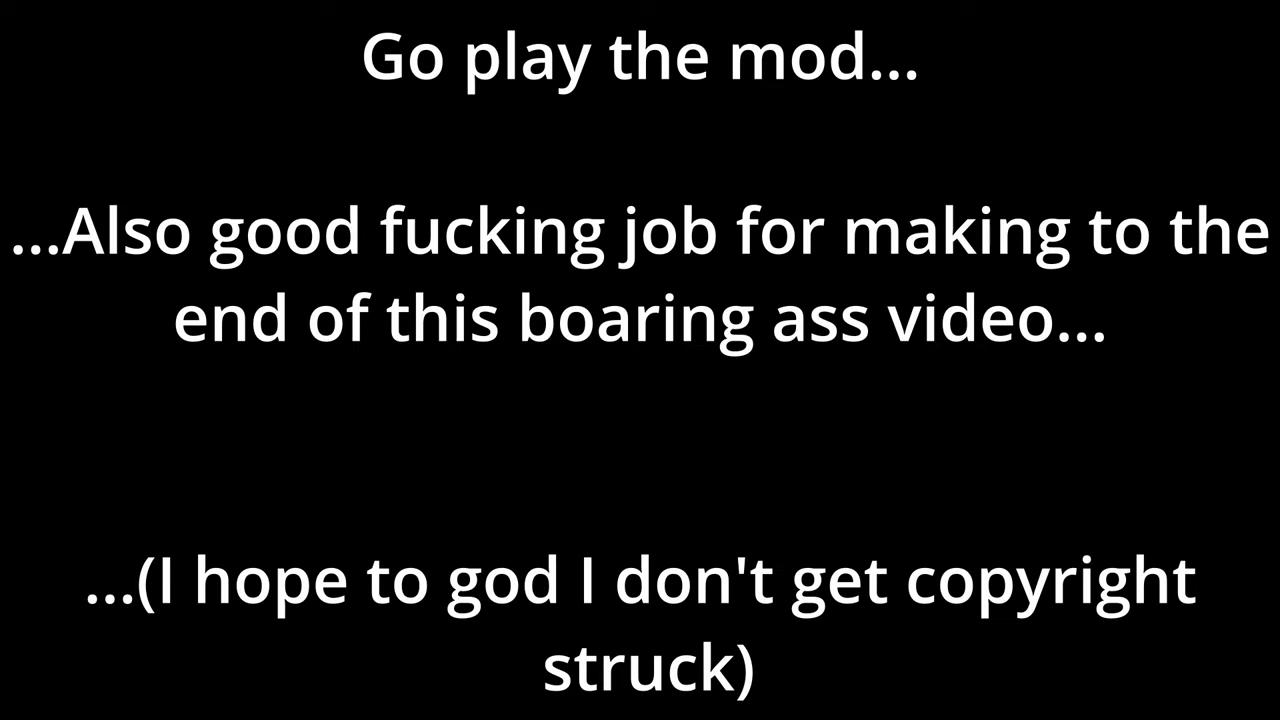 Go play the mod...
...Also good fucking job for making to the
end of this boaring ass video...
...(I hope to god I don't get copyright
struck)